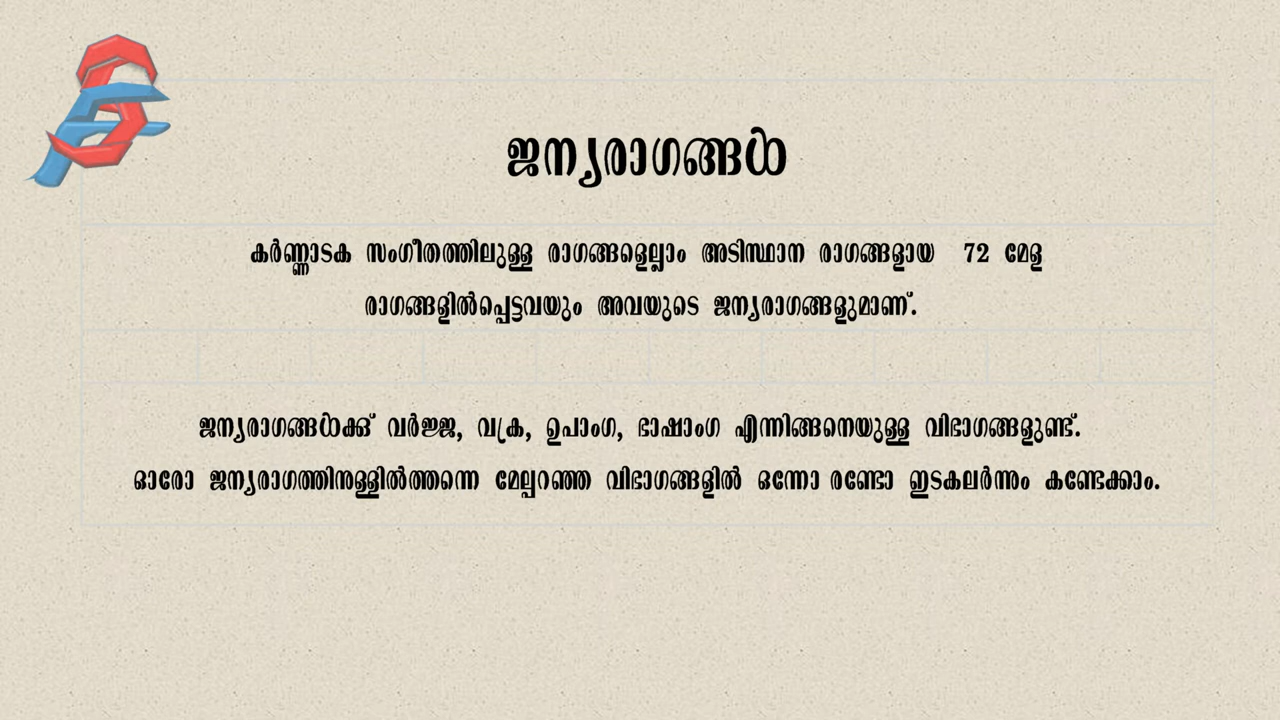 ജന്യരാഗങ്ങൾ
കർണ്ണാടക സംഗീതത്തിലുള്ള രാഗങ്ങളെല്ലാം അടിസ്ഥാന രാഗങ്ങളായ 72 മേള
രാഗങ്ങളിൽപ്പെട്ടവയും അവയുടെ ജന്യരാഗങ്ങളുമാണ്.
ജന്യരാഗങ്ങൾക്ക് വർജ്ജ, വക്ര, ഉപാംഗ, ഭാഷാംഗ എന്നിങ്ങനെയുള്ള വിഭാഗങ്ങളുണ്ട്.
ഓരോ ജന്യരാഗത്തിനുള്ളിൽത്തന്നെ മേല്പറഞ്ഞ വിഭാഗങ്ങളിൽ ഒന്നോ രണ്ടോ ഇടകലർന്നും കണ്ടേക്കാം.